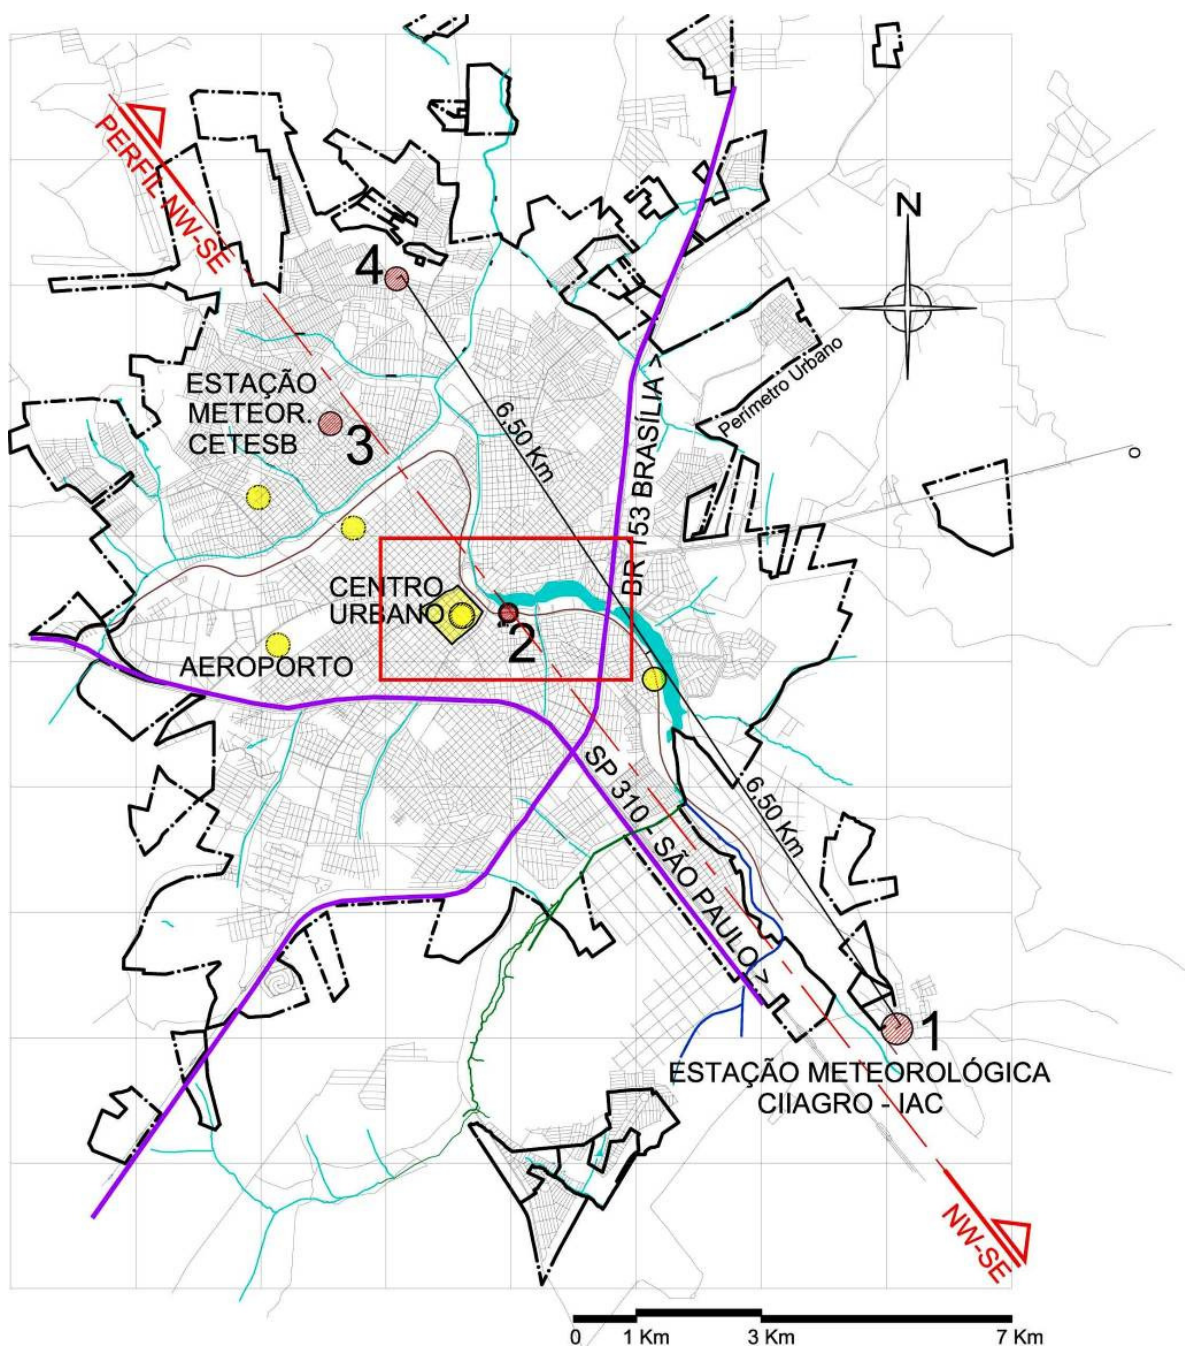 PERFIL NW-SE
N
4
ESTAÇÃO
METEOR.
CETESB
3
6,50 Km
BR 153 BRASÍLIA >
Perímetro Urbano
O
CENTRO
URBANO
2
AEROPORTO
SP 310 - SÃO PAULO >
6,50 Km
1
ESTAÇÃO METEOROLÓGICA
CIIAGRO - IAC
NW-SE
0 1 Km 3 Km 7 Km